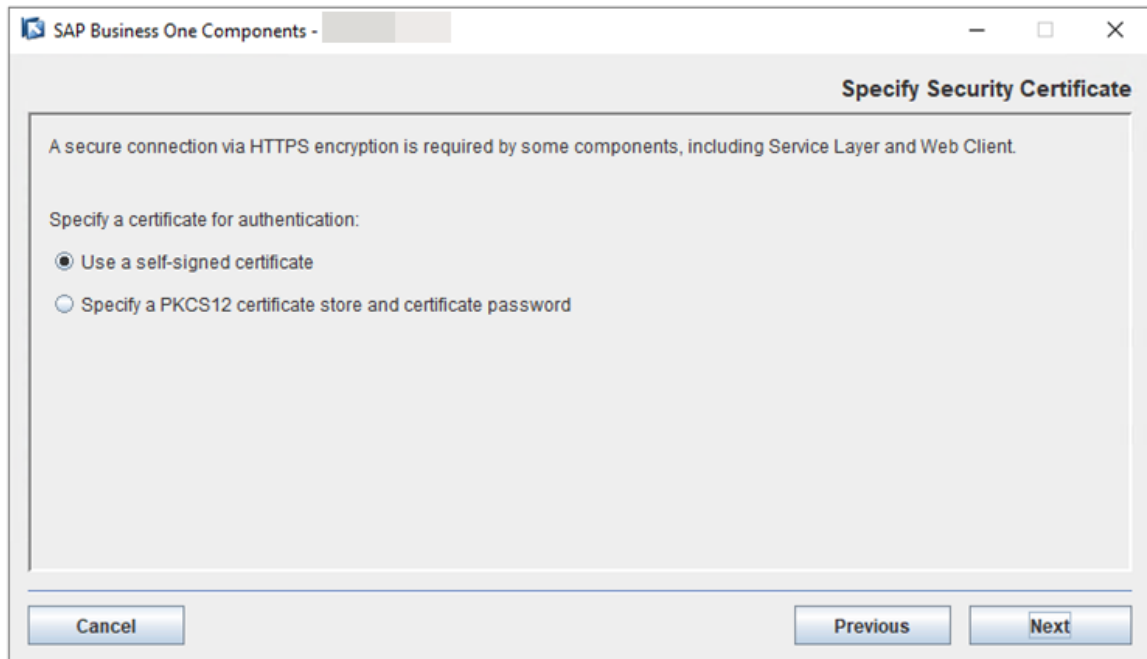 SAP Business One Components -
Specify Security Certificate
A secure connection via HTTPS encryption is required by some components, including Service Layer and Web Client.
Specify a certificate for authentication:
Use a self-signed certificate
Specify a PKCS12 certificate store and certificate password
Cancel
Previous
Next